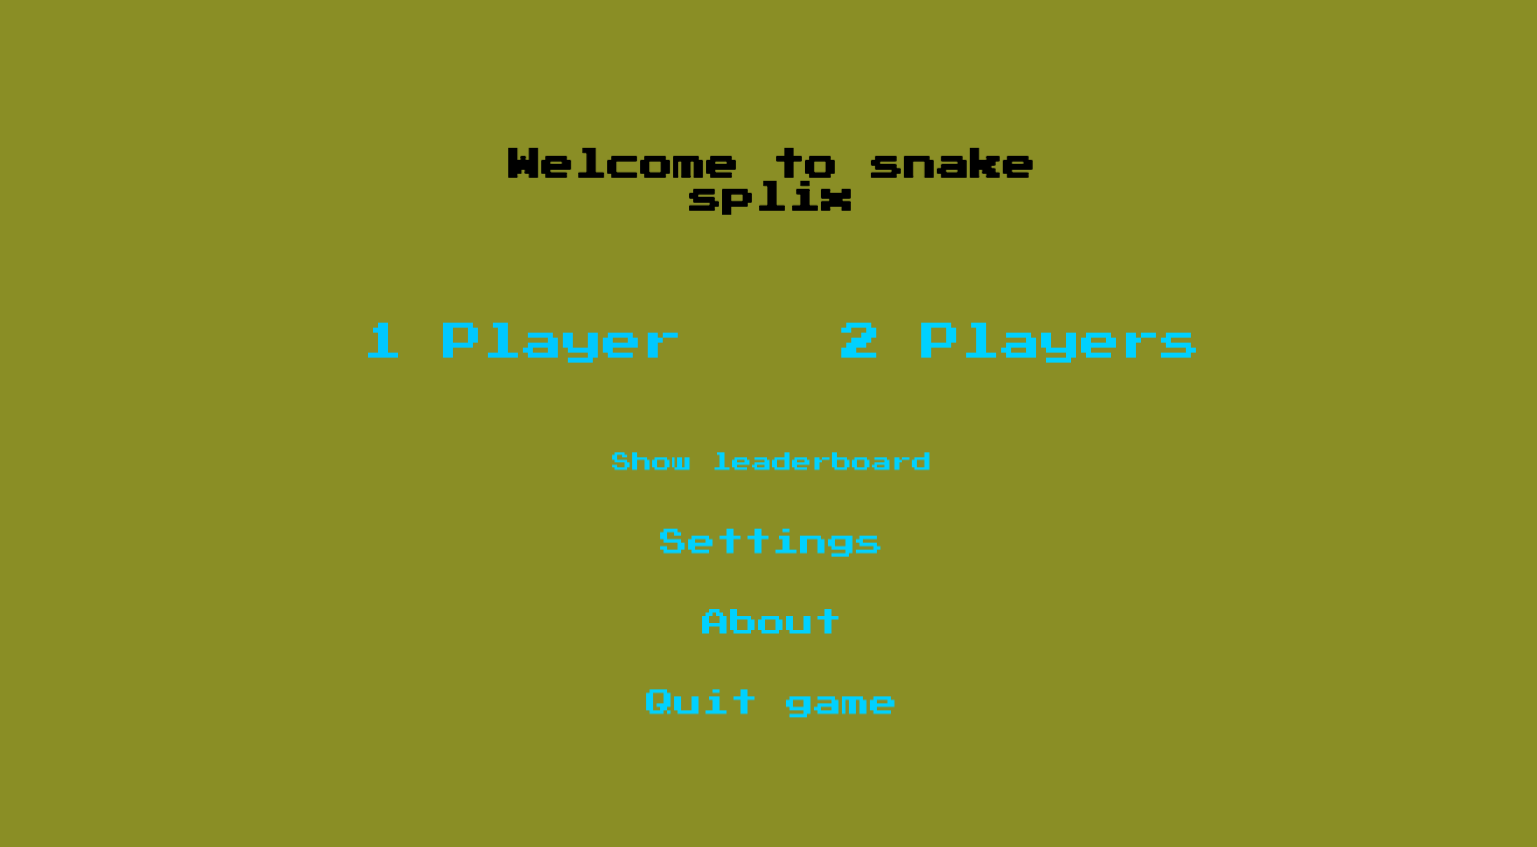 Welcome to snake
splix
1 Player 2 Players
Show leaderboard
Settings
About
Quit game